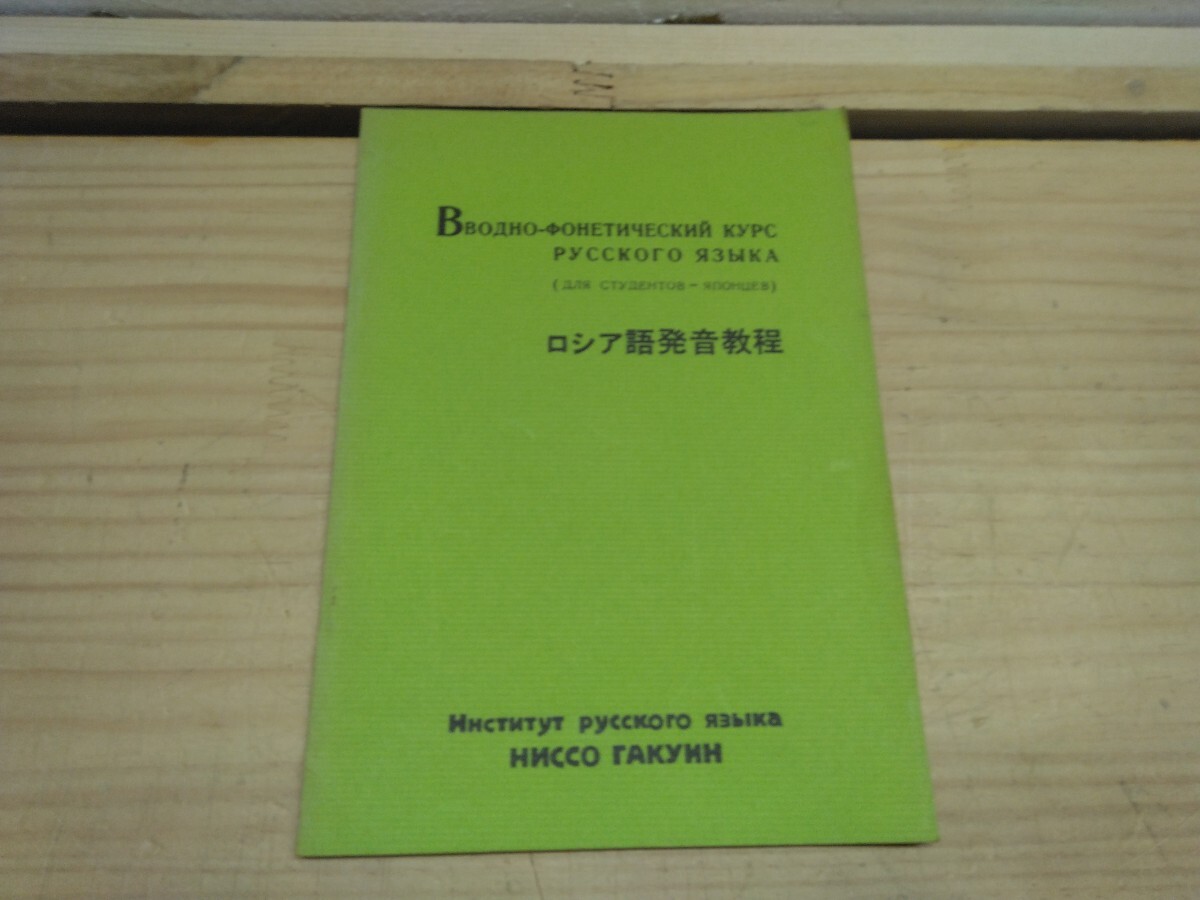 Вводно-фонетический курс
русского языка
(для студентов - японцев)
ロシア語発音教程
Институт русского языка
НИССО ГАКУИН